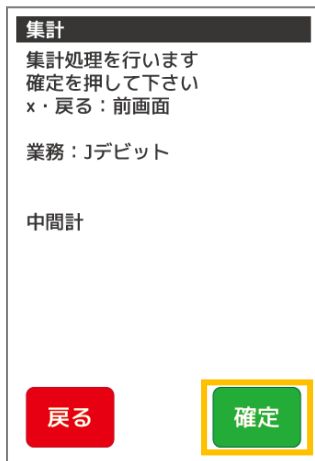 集計
集計処理を行います
確定を押して下さい
x・戻る：前画面
業務：Jデビット
中間計
戻る
確定